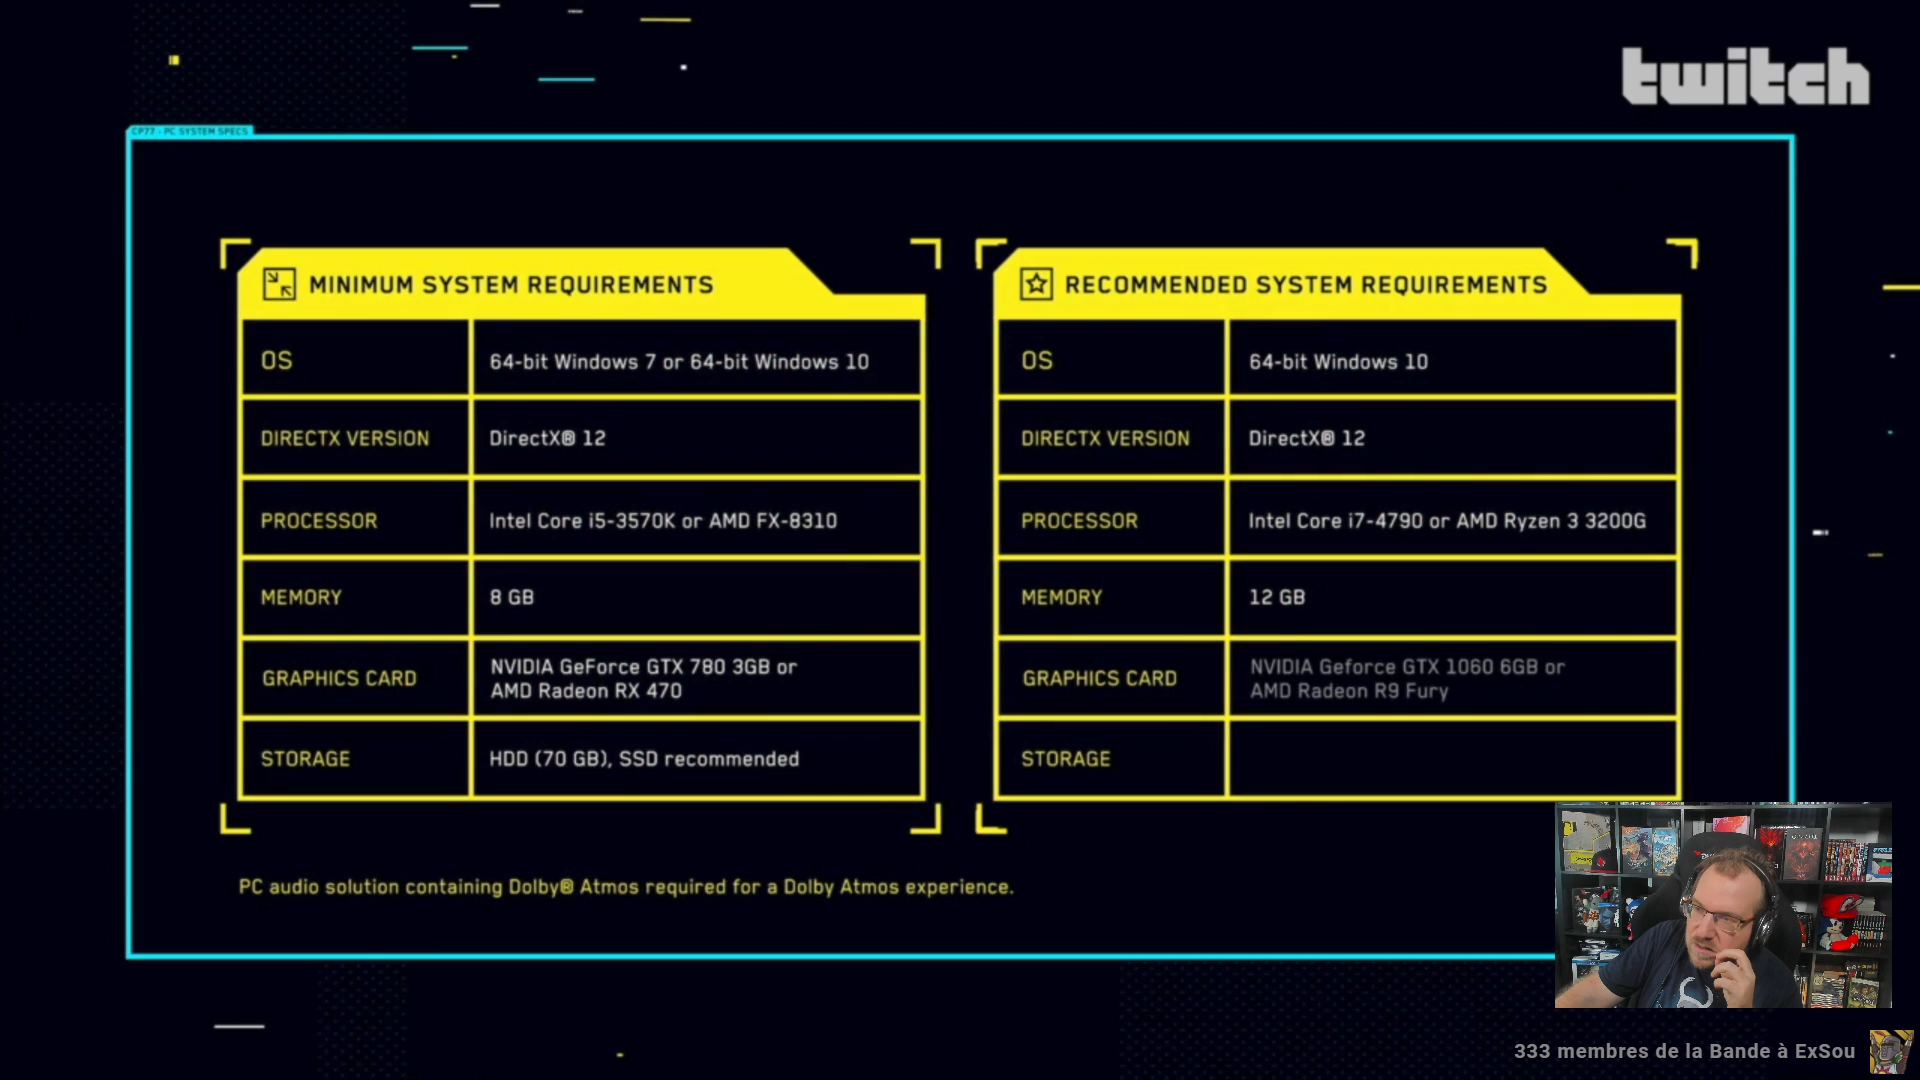 twitch
CP77 - PC SYSTEM SPECS
MINIMUM SYSTEM REQUIREMENTS
OS
64-bit Windows 7 or 64-bit Windows 10
DIRECTX VERSION
DirectX® 12
PROCESSOR
Intel Core i5-3570K or AMD FX-8310
MEMORY
8 GB
GRAPHICS CARD
NVIDIA GeForce GTX 780 3GB or
AMD Radeon RX 470
STORAGE
HDD (70 GB), SSD recommended
RECOMMENDED SYSTEM REQUIREMENTS
OS
64-bit Windows 10
DIRECTX VERSION
DirectX® 12
PROCESSOR
Intel Core i7-4790 or AMD Ryzen 3 3200G
MEMORY
12 GB
GRAPHICS CARD
NVIDIA Geforce GTX 1060 6GB or
AMD Radeon R9 Fury
STORAGE
PC audio solution containing Dolby® Atmos required for a Dolby Atmos experience.
333 membres de la Bande à ExSou